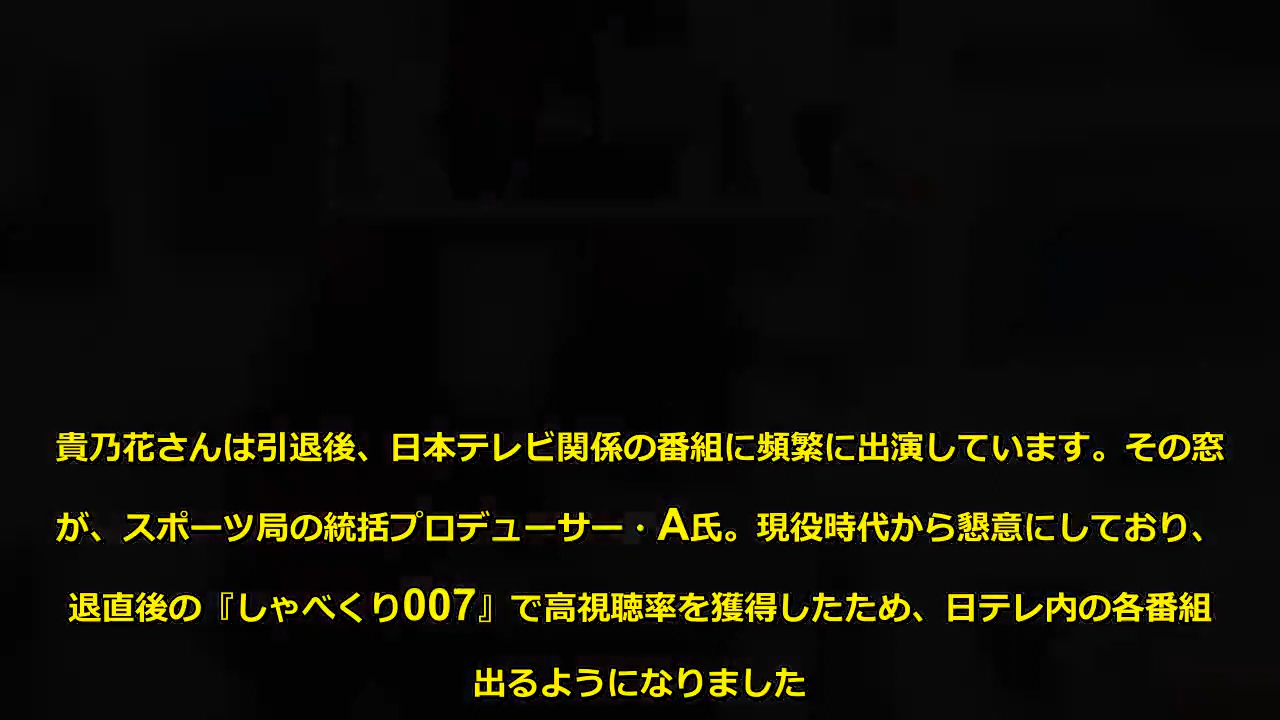 貴乃花さんは引退後、日本テレビ関係の番組に頻繁に出演しています。その窓
が、スポーツ局の統括プロデューサー・A氏。現役時代から懇意にしており、
退直後の『しゃべくり007』で高視聴率を獲得したため、日テレ内の各番組
出るようになりました